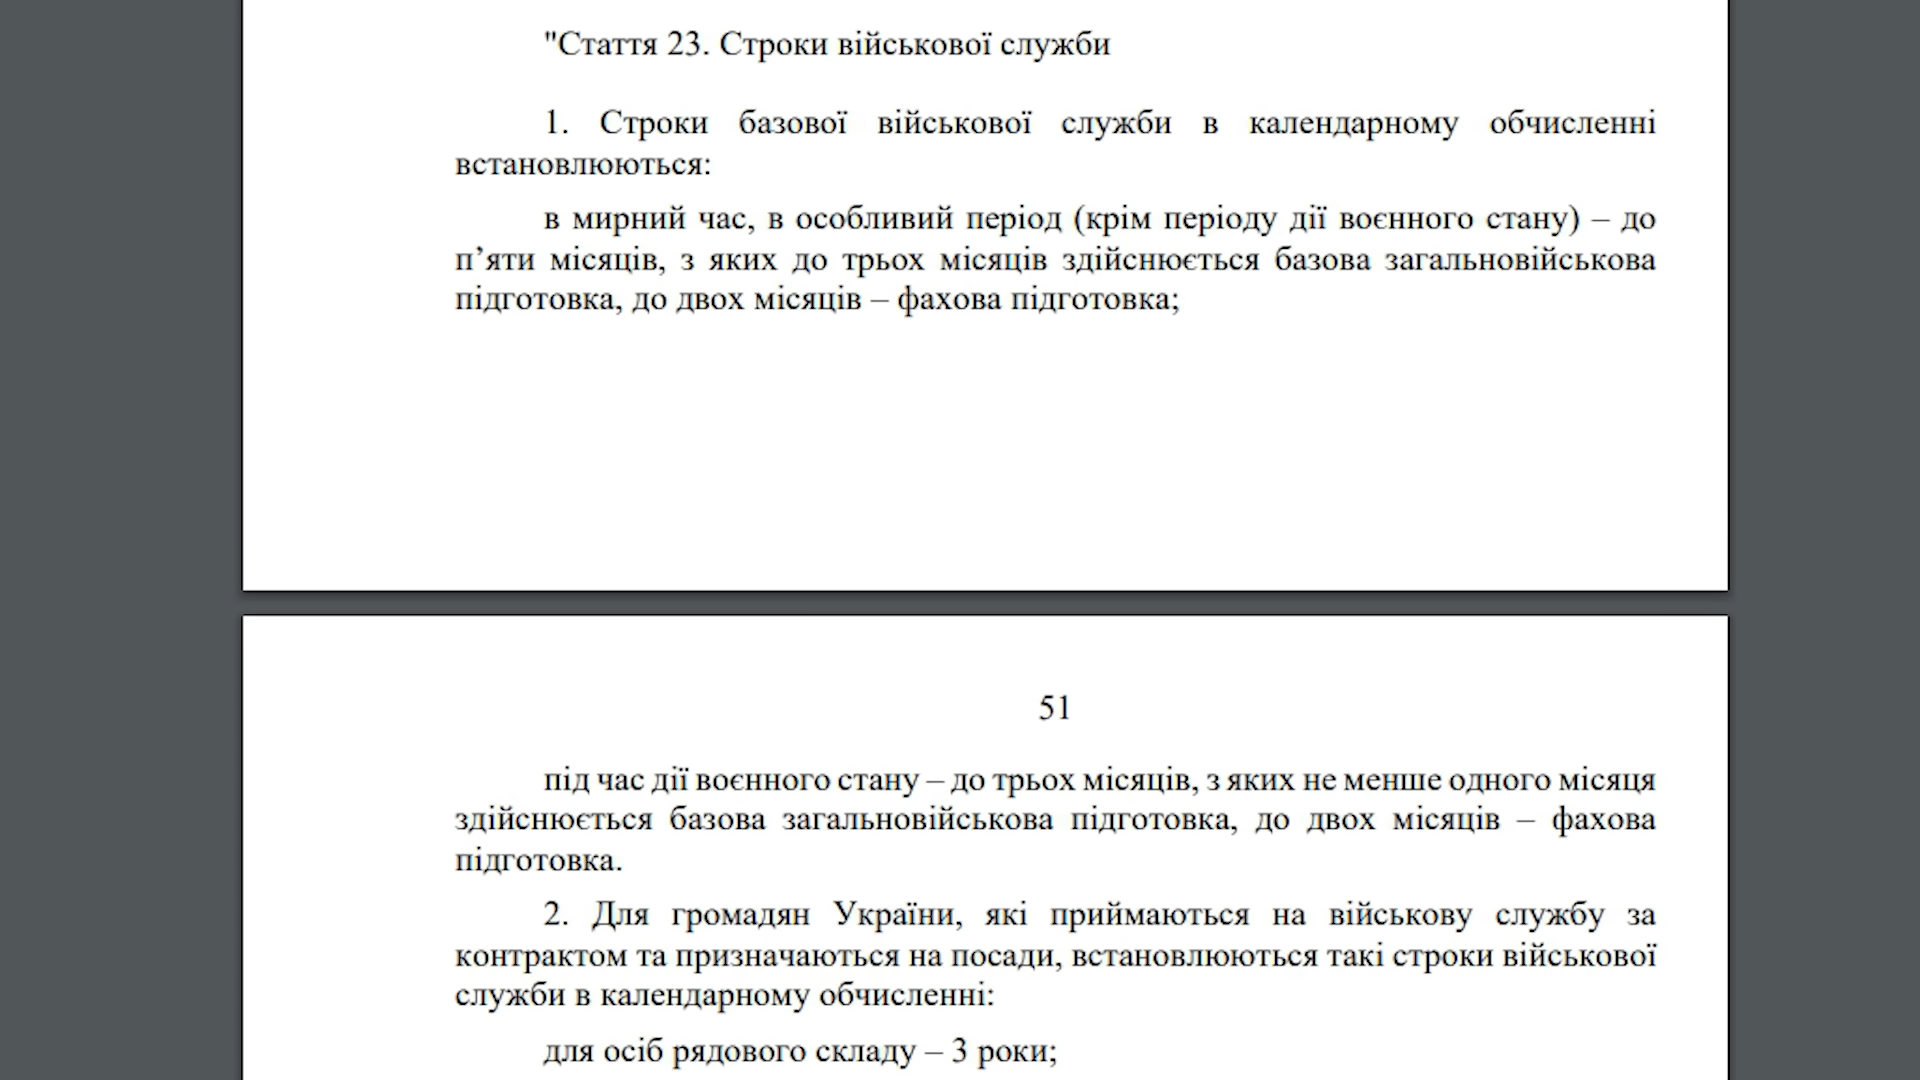 "Стаття 23. Строки військової служби
1. Строки базової військової служби в календарному обчисленні
встановлюються:
в мирний час, в особливий період (крім періоду дії воєнного стану) – до
п’яти місяців, з яких до трьох місяців здійснюється базова загальновійськова
підготовка, до двох місяців – фахова підготовка;
51
під час дії воєнного стану – до трьох місяців, з яких не менше одного місяця
здійснюється базова загальновійськова підготовка, до двох місяців – фахова
підготовка.
2. Для громадян України, які приймаються на військову службу за
контрактом та призначаються на посади, встановлюються такі строки військової
служби в календарному обчисленні:
для осіб рядового складу – 3 роки;